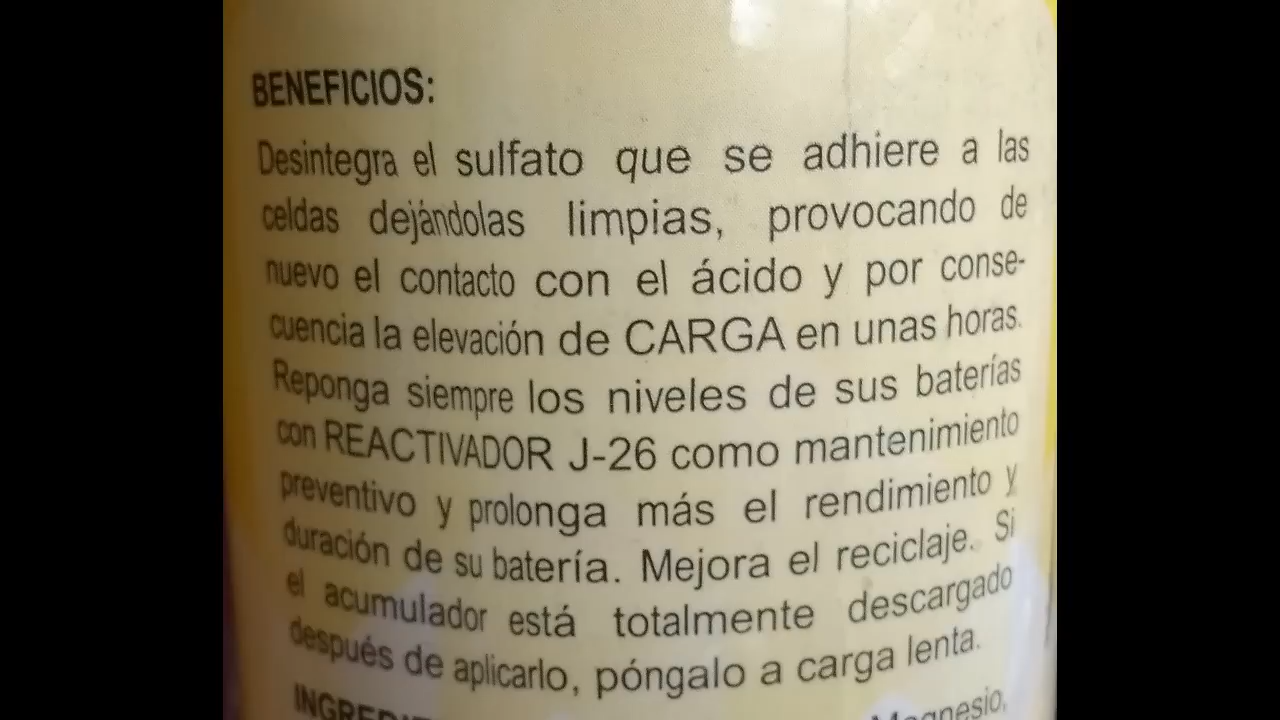 BENEFICIOS:
Desintegra el sulfato que se adhiere a las
celdas dejándolas limpias, provocando de
nuevo el contacto con el ácido y por conse-
cuencia la elevación de CARGA en unas horas.
Reponga siempre los niveles de sus baterías
con REACTIVADOR J-26 como mantenimiento
preventivo y prolonga más el rendimiento y
duración de su batería. Mejora el reciclaje. Si
el acumulador está totalmente descargado
después de aplicarlo, póngalo a carga lenta.